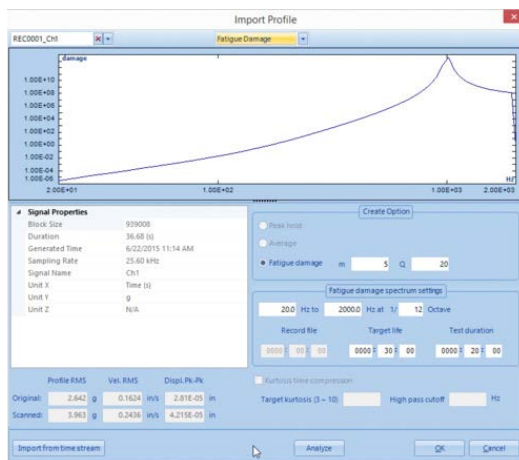 Import Profile
REC0001_CH1
Fatigue Damage
damage
1.00E+10
1.00E+08
1.00E+06
1.00E+04
1.00E+02
1.00E+00
1.00E-02
1.00E-04
1.00E-06
Hz
2.00E+01 1.00E+02 1.00E+03 2.00E+03
Signal Properties
Block Size 939008
Duration 36.68 (s)
Generated Time 6/22/2015 11:14 AM
Sampling Rate 25.60 kHz
Signal Name Ch1
Unit X Time (s)
Unit Y g
Unit Z N/A
Create Option
Peak hold
Average
Fatigue damage m 5 Q 20
Fatigue damage spectrum settings
20.0 Hz to 2000.0 Hz at 1/ 12 Octave
Record file Target life Test duration
0000 : 00 : 00 0000 : 30 : 00 0000 : 20 : 00
Profile RMS Vel. RMS Displ.Pk-Pk
Original: 2.642 g 0.1624 in/s 2.81E-05 in
Scanned: 3.963 g 0.2436 in/s 4.215E-05 in
Kurtosis time compression
Target kurtosis (3 ~ 10) High pass cutoff Hz
Import from time stream Analyze OK Cancel